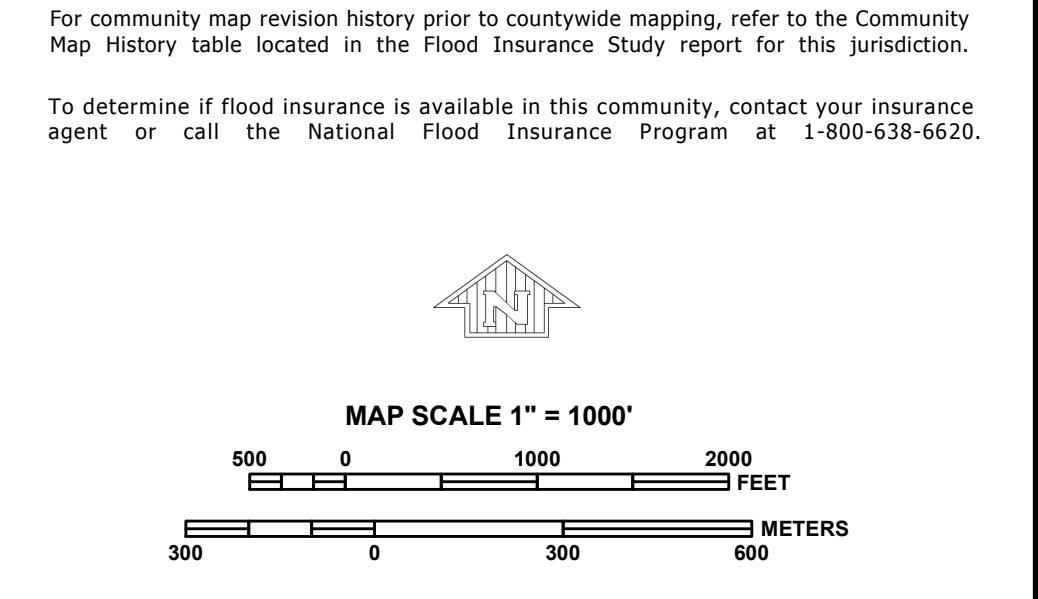 For community map revision history prior to countywide mapping, refer to the Community
Map History table located in the Flood Insurance Study report for this jurisdiction.
To determine if flood insurance is available in this community, contact your insurance
agent or call the National Flood Insurance Program at 1-800-638-6620.
N
MAP SCALE 1" = 1000'
500 0 1000 2000
FEET
METERS
300 0 300 600